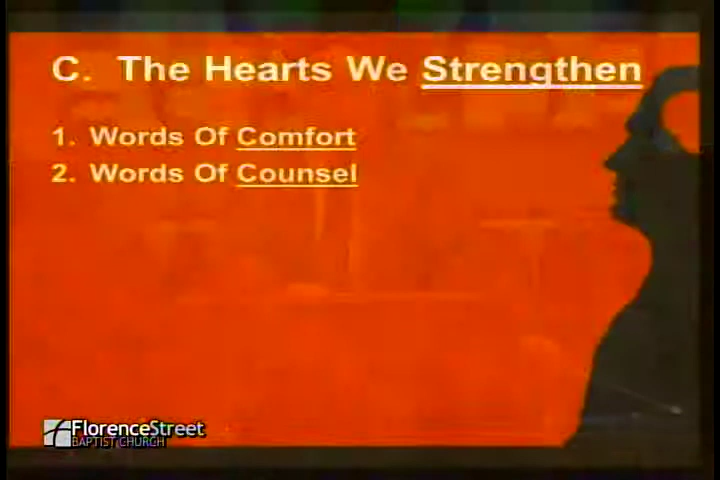 C. The Hearts We Strengthen
1. Words Of Comfort
2. Words Of Counsel
FlorenceStreet
BAPTIST CHURCH